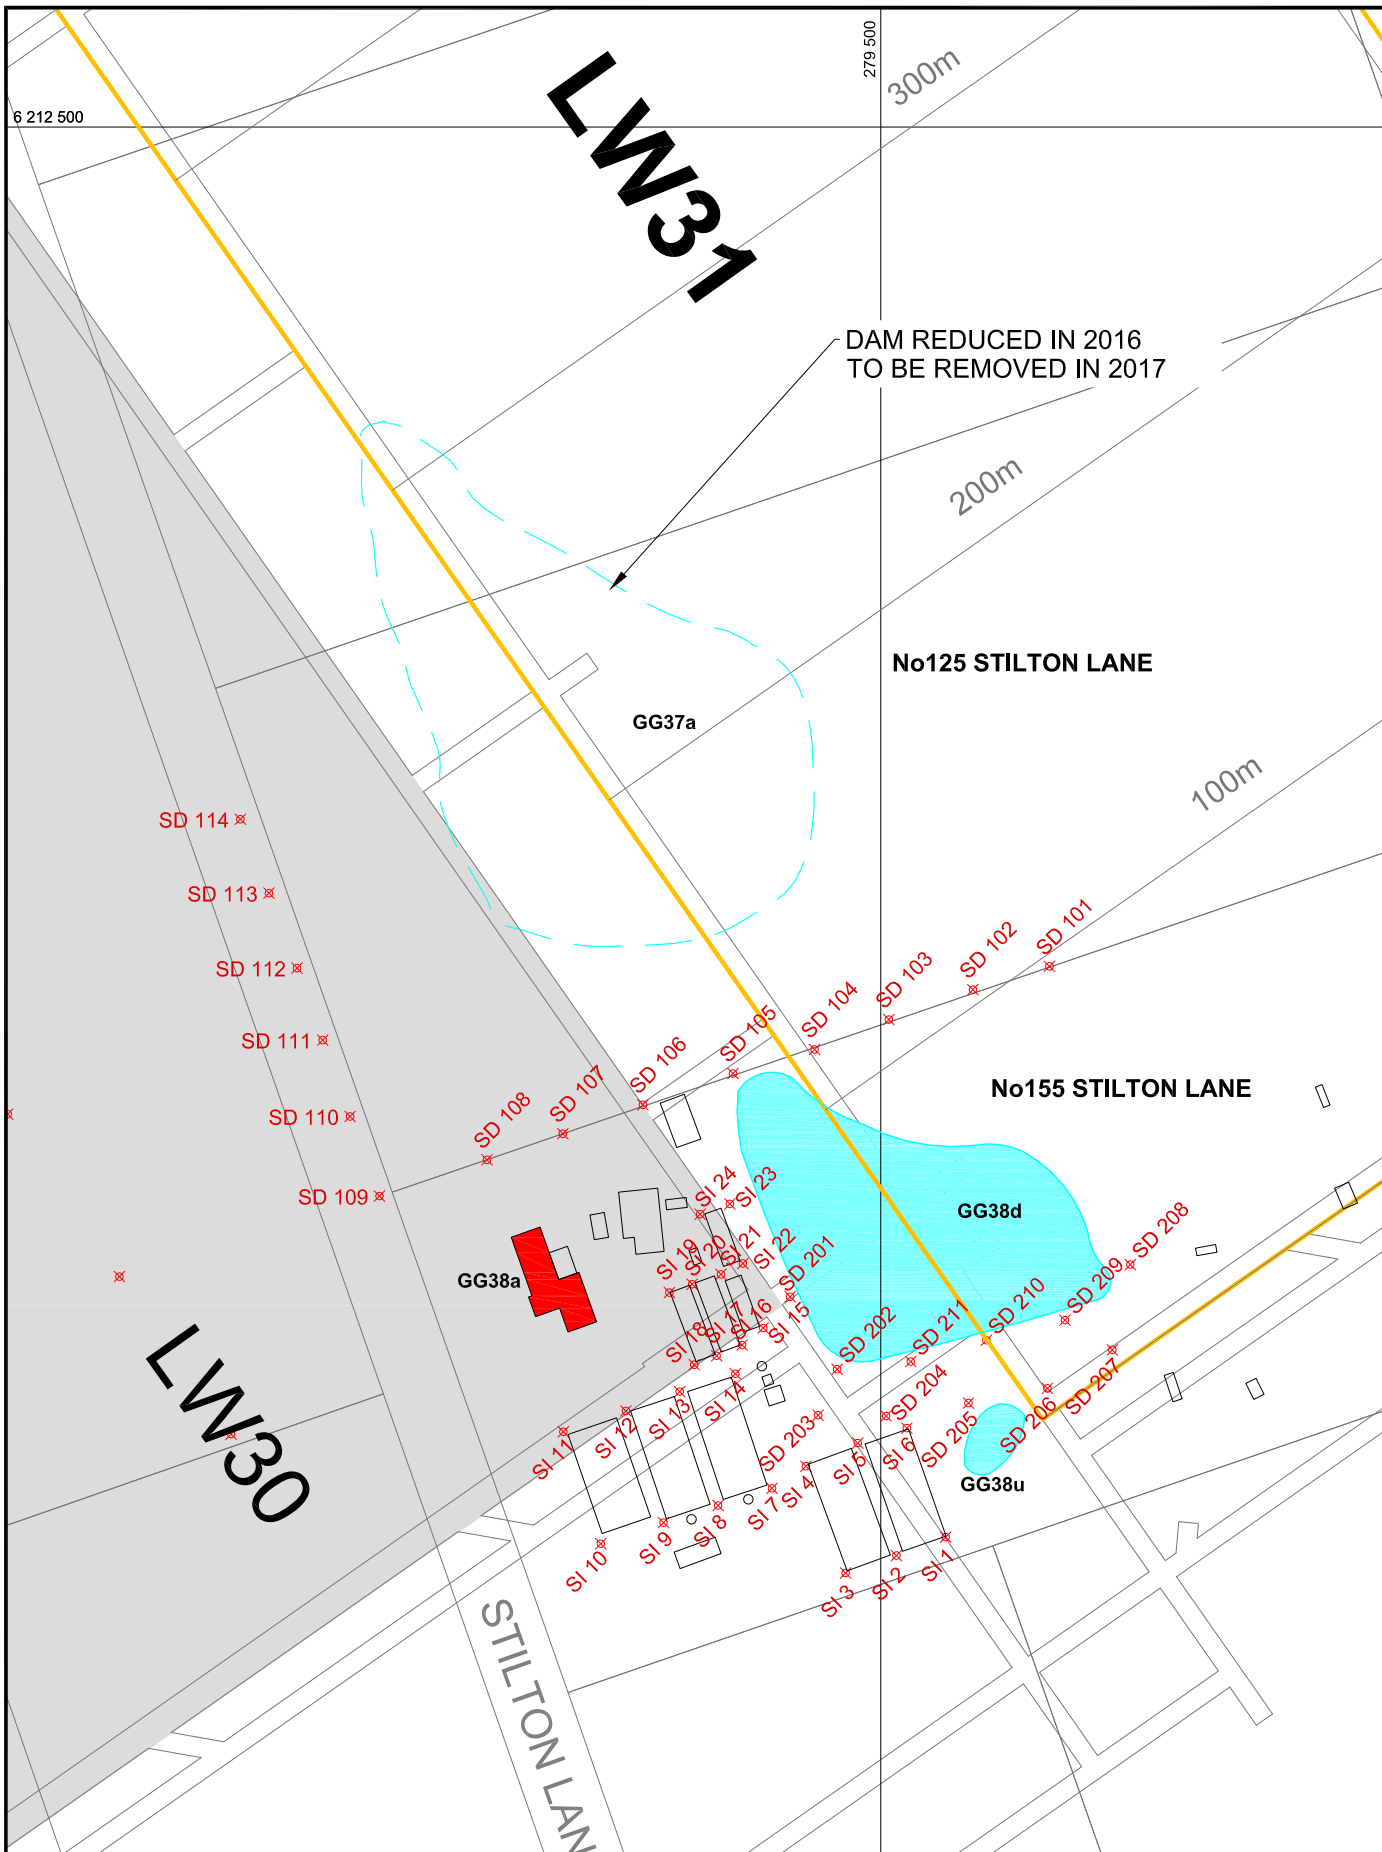 279 500
300m
6 212 500
LW31
DAM REDUCED IN 2016
TO BE REMOVED IN 2017
200m
No125 STILTON LANE
GG37a
100m
SD 114
SD 113
SD 112
SD 111
SD 110
SD 109
SD 108
SD 107
SD 106
SD 105
SD 104
SD 103
SD 102
SD 101
No155 STILTON LANE
SI 24
SI 23
GG38d
SD 208
SD 209
SD 210
SD 211
SI 19
SI 20
SI 21
SI 22
SD 201
GG38a
SI 18
SI 17
SI 16
SI 15
SD 202
SI 14
SI 13
SI 12
SI 11
SD 203
SD 204
SD 205
SD 206
SD 207
LW30
SI 4
SI 5
SI 6
GG38u
SI 10
SI 9
SI 8
SI 7
SI 3
SI 2
SI 1
STILTON LAN